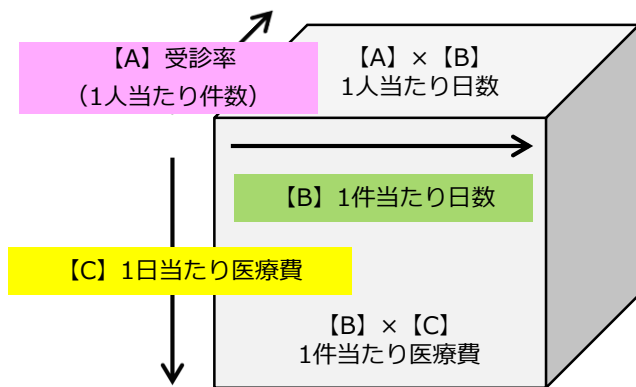 【A】受診率
（1人当たり件数）
【A】×【B】
1人当たり日数
【B】1件当たり日数
【C】1日当たり医療費
【B】×【C】
1件当たり医療費